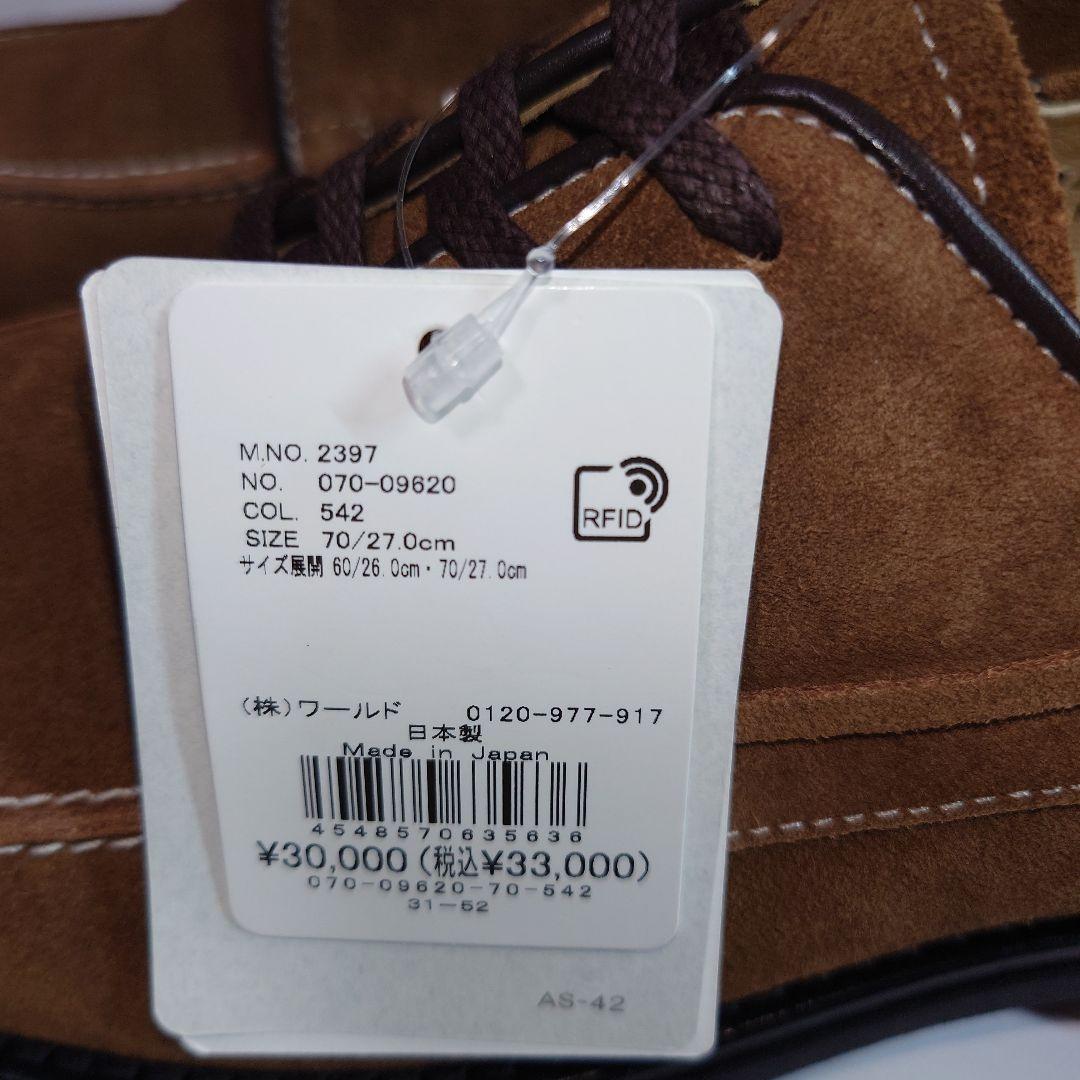 M.NO. 2397
NO. 070-09620
COL. 542
SIZE 70/27.0cm
サイズ展開 60/26.0cm・70/27.0cm
RFID
(株)ワールド 0120-977-917
日本製
Made in Japan
4548570635636
¥30,000(税込¥33,000)
070-09620-70-542
31-52
AS-42